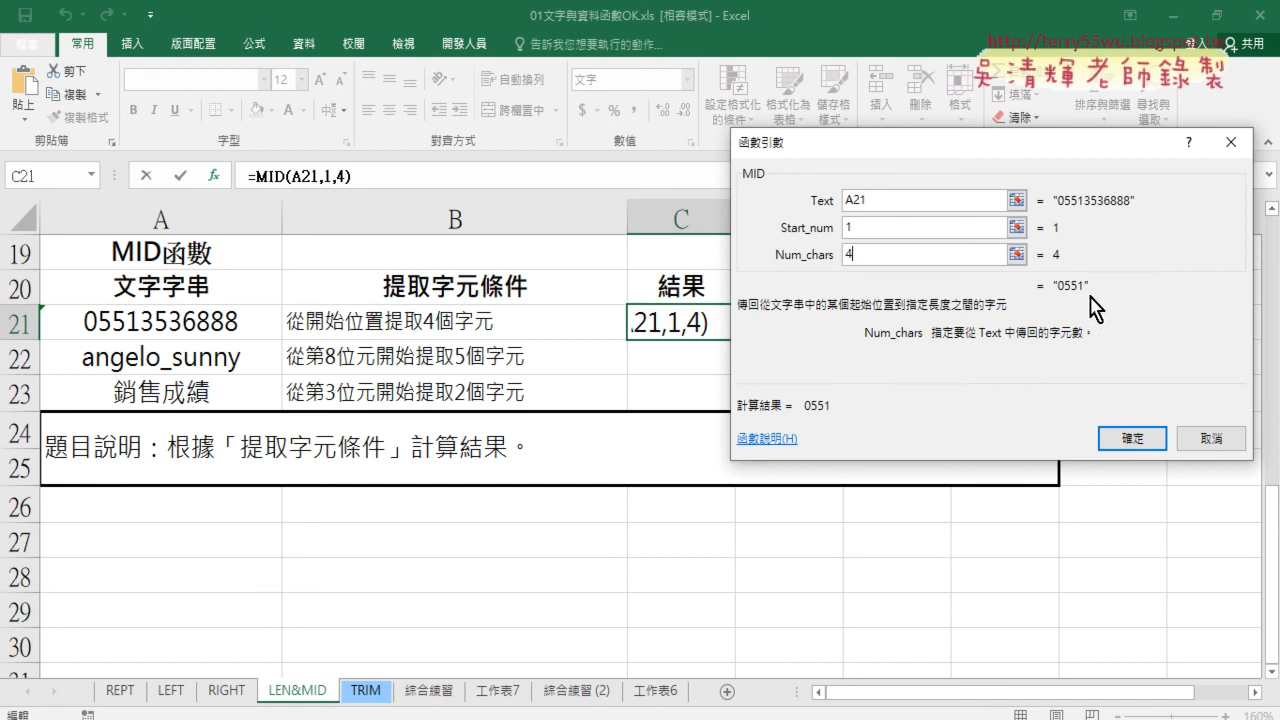 01文字與資料函數OK.xls [相容模式] - Excel
檔案 常用 插入 版面配置 公式 資料 校閱 檢視 開發人員 告訴我您想要執行的動作... 登入 共用
http://terry55wu.blogspot.tw
吳清輝老師錄製
貼上 剪下 複製 複製格式 剪貼簿
12 B I U 字型
自動換列 跨欄置中 對齊方式
文字 $ % 數值
設定格式化的條件 格式化為表格 儲存格樣式
插入 刪除 格式
填滿 清除 排序與篩選 尋找與選取
C21 fx =MID(A21,1,4)
A B C
19 MID函數
20 文字字串 提取字元條件 結果
21 05513536888 從開始位置提取4個字元 21,1,4)
22 angelo_sunny 從第8位元開始提取5個字元
23 銷售成績 從第3位元開始提取2個字元
24 題目說明：根據「提取字元條件」計算結果。
25
26
27
28
29
30
函數引數 ?
MID
Text A21 = "05513536888"
Start_num 1 = 1
Num_chars 4 = 4
= "0551"
傳回從文字串中的某個起始位置到指定長度之間的字元
Num_chars 指定要從 Text 中傳回的字元數。
計算結果 = 0551
函數說明(H) 確定 取消
REPT LEFT RIGHT LEN&MID TRIM 綜合練習 工作表7 綜合練習 (2) 工作表6
編輯 160%